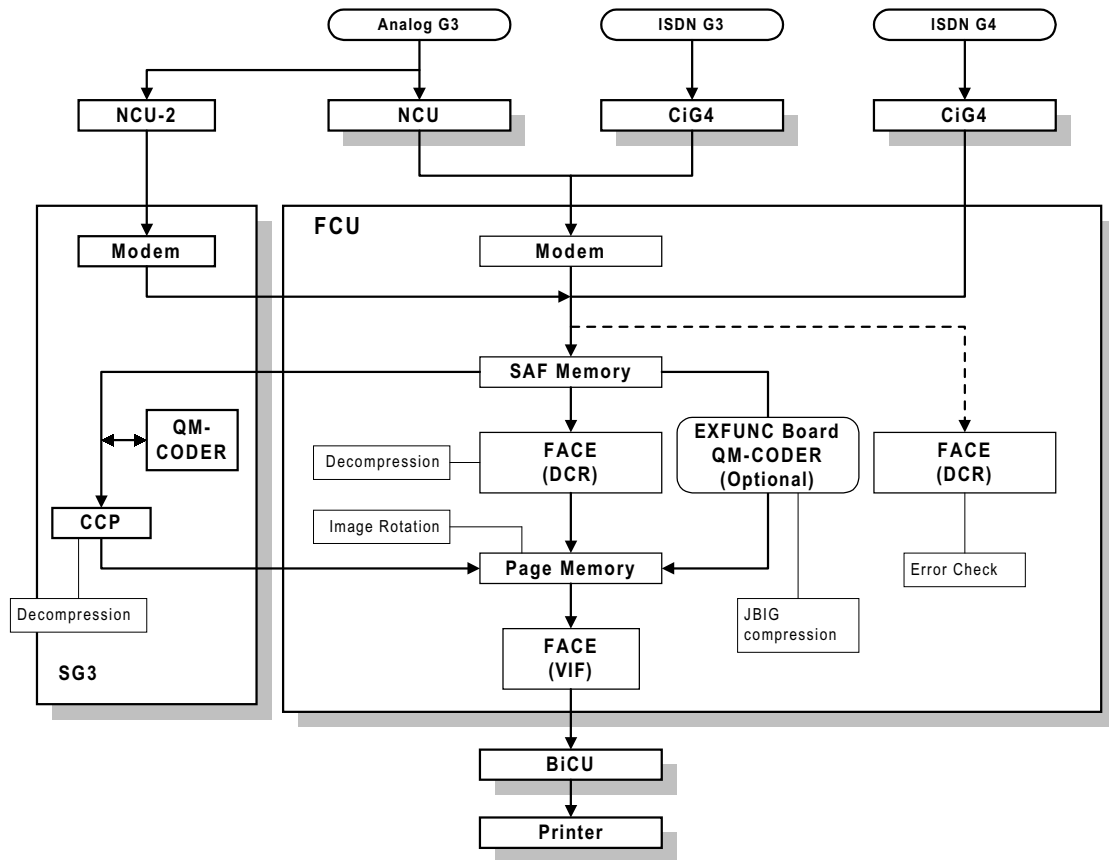 Analog G3
ISDN G3
ISDN G4
NCU-2
NCU
CiG4
CiG4
FCU
Modem
Modem
SAF Memory
QM-
CODER
FACE
(DCR)
EXFUNC Board
QM-CODER
(Optional)
FACE
(DCR)
Decompression
CCP
Image Rotation
Page Memory
Error Check
Decompression
JBIG
compression
FACE
(VIF)
SG3
BiCU
Printer